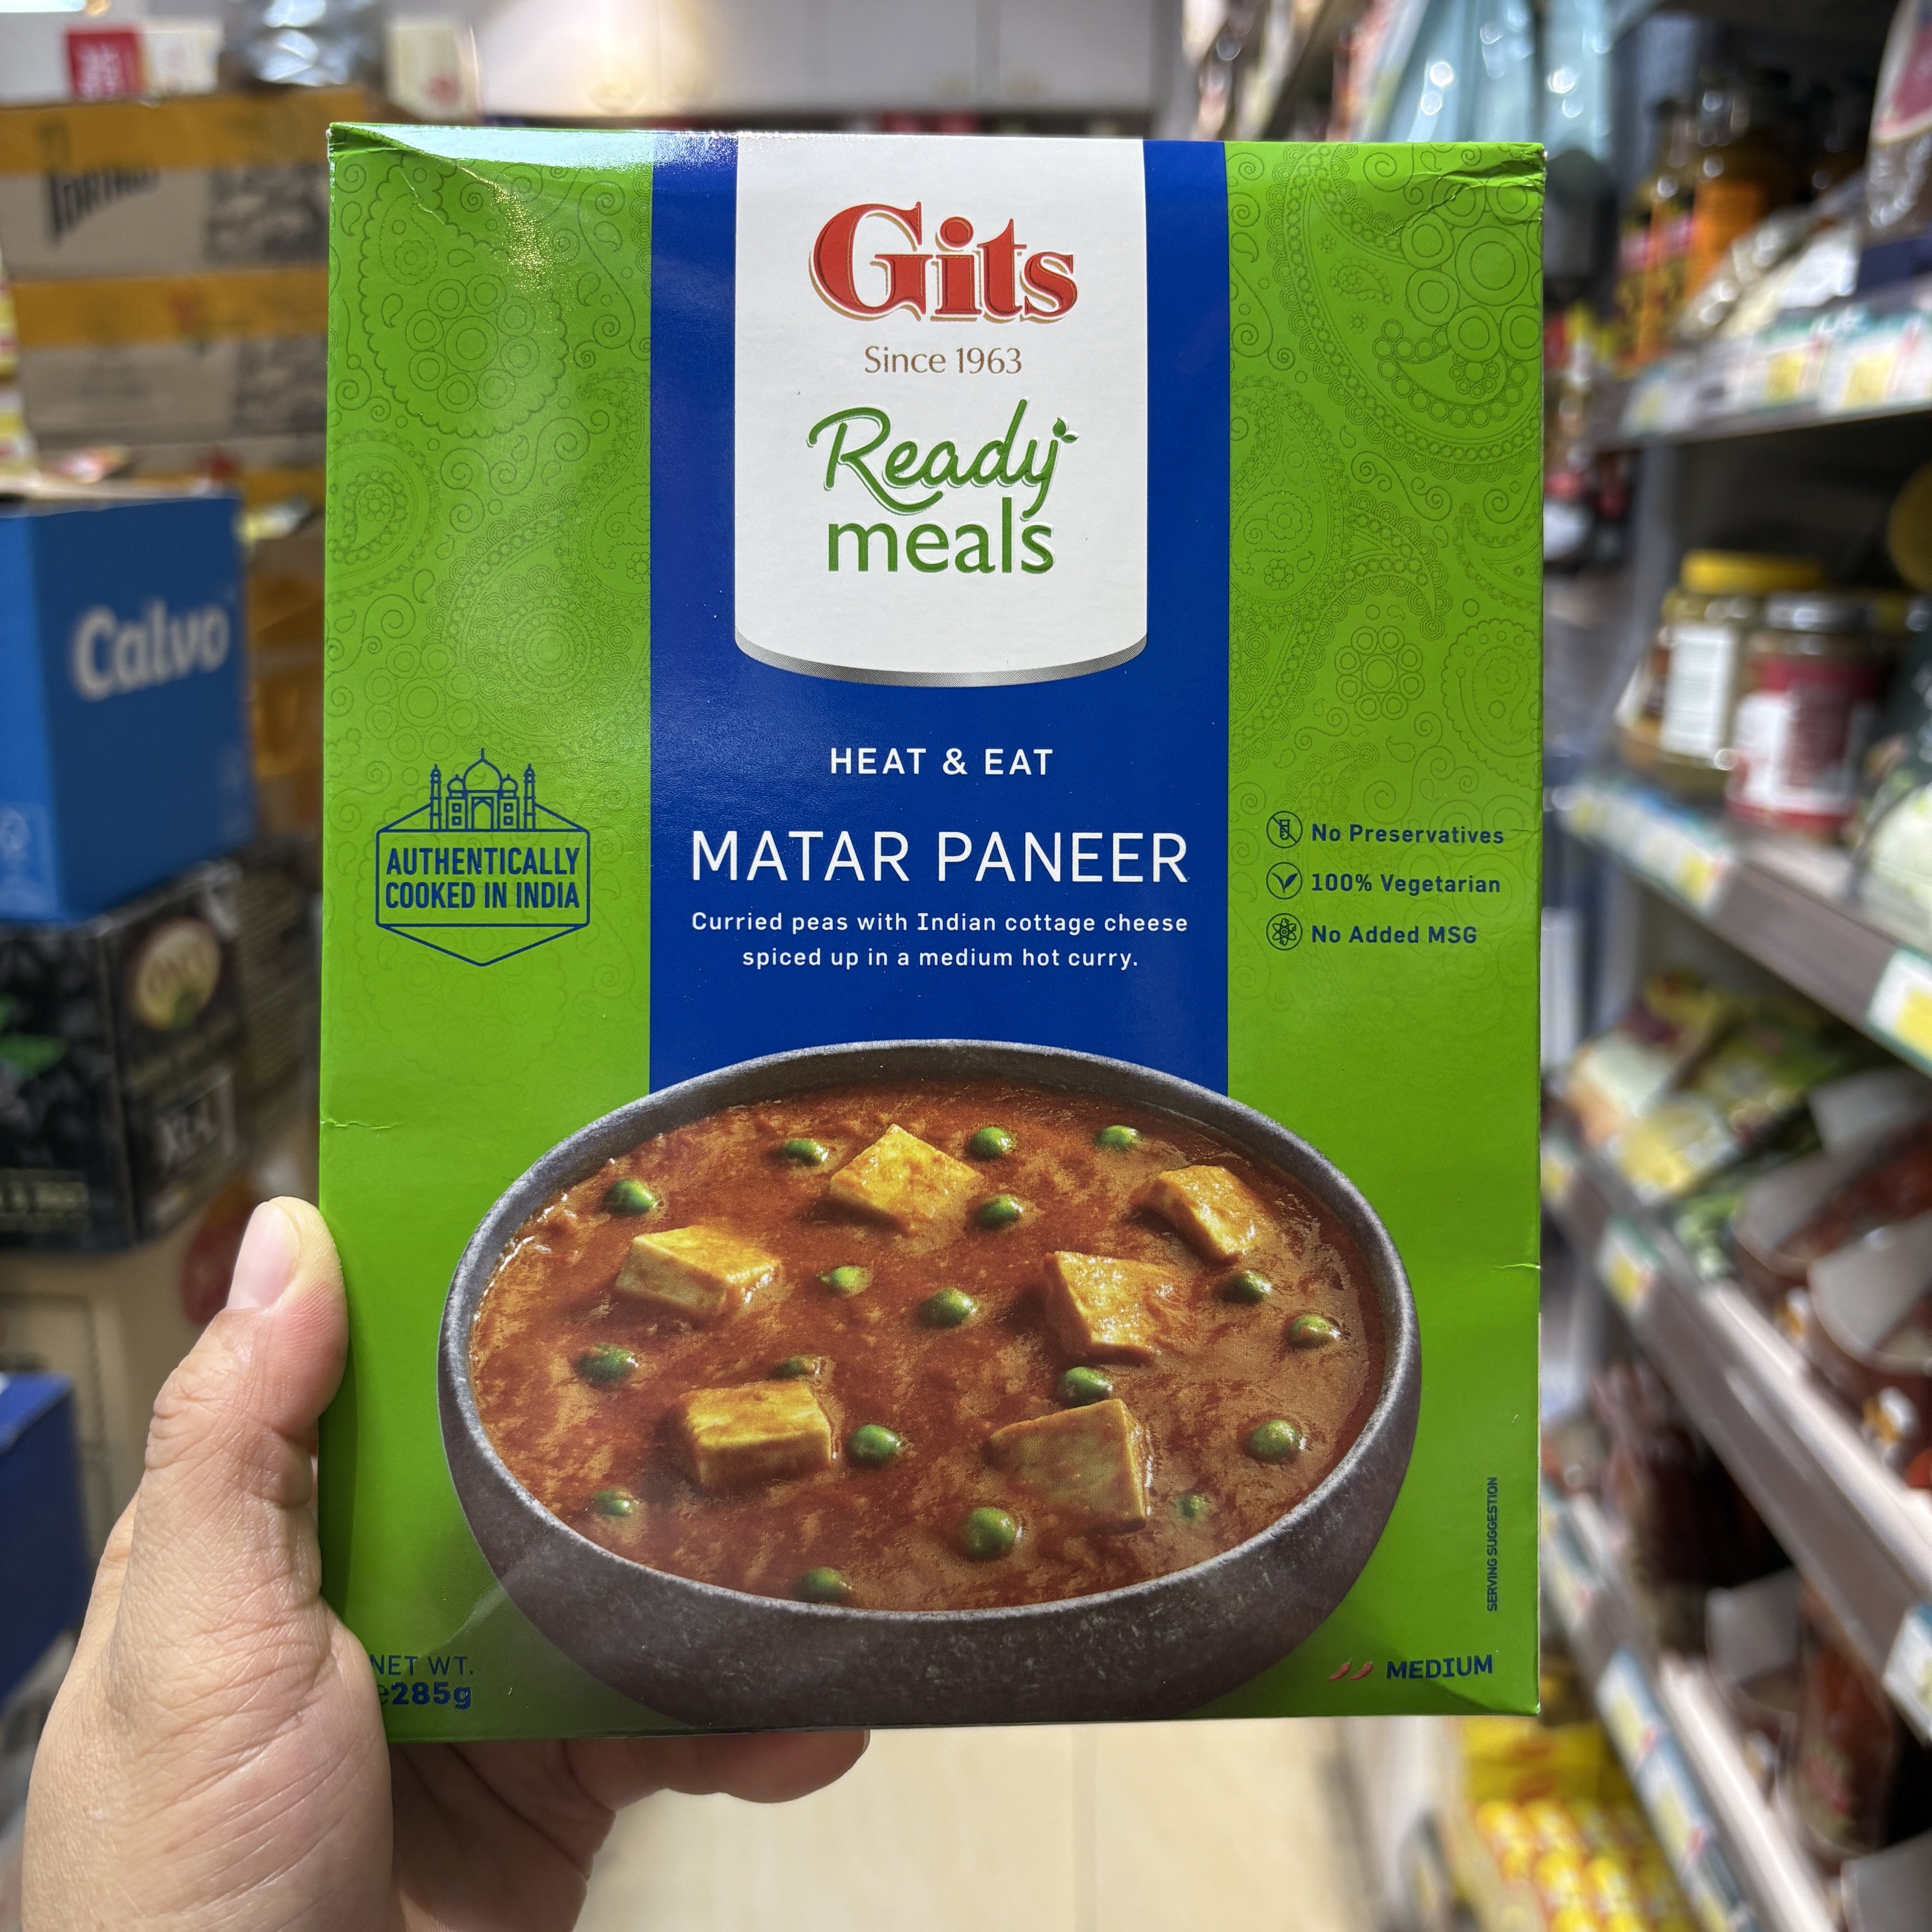 Gits
Since 1963
Ready
meals
HEAT & EAT
MATAR PANEER
Curried peas with Indian cottage cheese
spiced up in a medium hot curry.
AUTHENTICALLY
COOKED IN INDIA
No Preservatives
100% Vegetarian
No Added MSG
SERVING SUGGESTION
NET WT.
e285g
MEDIUM
Calvo